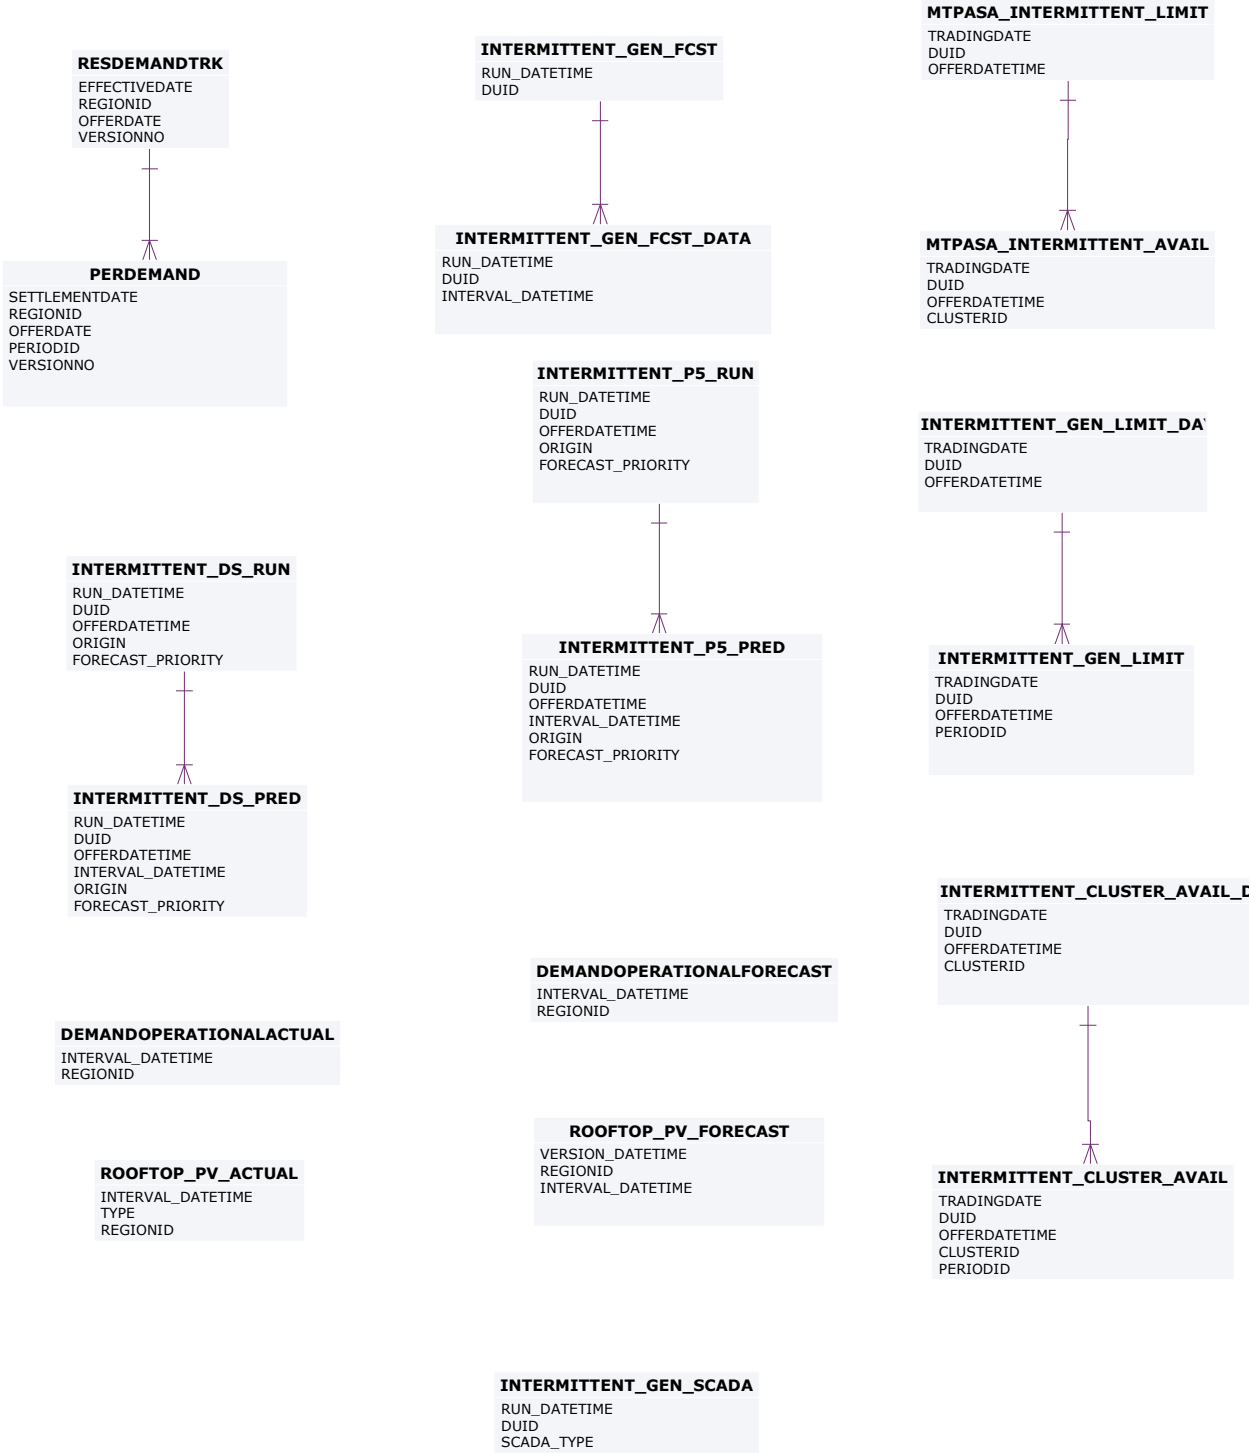 RESDEMANDTRK
EFFECTIVEDATE
REGIONID
OFFERDATE
VERSIONNO
PERDEMAND
SETTLEMENTDATE
REGIONID
OFFERDATE
PERIODID
VERSIONNO
INTERMITTENT_DS_RUN
RUN_DATETIME
DUID
OFFERDATETIME
ORIGIN
FORECAST_PRIORITY
INTERMITTENT_DS_PRED
RUN_DATETIME
DUID
OFFERDATETIME
INTERVAL_DATETIME
ORIGIN
FORECAST_PRIORITY
DEMANDOPERATIONALACTUAL
INTERVAL_DATETIME
REGIONID
ROOFTOP_PV_ACTUAL
INTERVAL_DATETIME
TYPE
REGIONID
INTERMITTENT_GEN_FCST
RUN_DATETIME
DUID
INTERMITTENT_GEN_FCST_DATA
RUN_DATETIME
DUID
INTERVAL_DATETIME
INTERMITTENT_P5_RUN
RUN_DATETIME
DUID
OFFERDATETIME
ORIGIN
FORECAST_PRIORITY
INTERMITTENT_P5_PRED
RUN_DATETIME
DUID
OFFERDATETIME
INTERVAL_DATETIME
ORIGIN
FORECAST_PRIORITY
DEMANDOPERATIONALFORECAST
INTERVAL_DATETIME
REGIONID
ROOFTOP_PV_FORECAST
VERSION_DATETIME
REGIONID
INTERVAL_DATETIME
INTERMITTENT_GEN_SCADA
RUN_DATETIME
DUID
SCADA_TYPE
MTPASA_INTERMITTENT_LIMIT
TRADINGDATE
DUID
OFFERDATETIME
MTPASA_INTERMITTENT_AVAIL
TRADINGDATE
DUID
OFFERDATETIME
CLUSTERID
INTERMITTENT_GEN_LIMIT_DA
TRADINGDATE
DUID
OFFERDATETIME
INTERMITTENT_GEN_LIMIT
TRADINGDATE
DUID
OFFERDATETIME
PERIODID
INTERMITTENT_CLUSTER_AVAIL_D
TRADINGDATE
DUID
OFFERDATETIME
CLUSTERID
INTERMITTENT_CLUSTER_AVAIL
TRADINGDATE
DUID
OFFERDATETIME
CLUSTERID
PERIODID